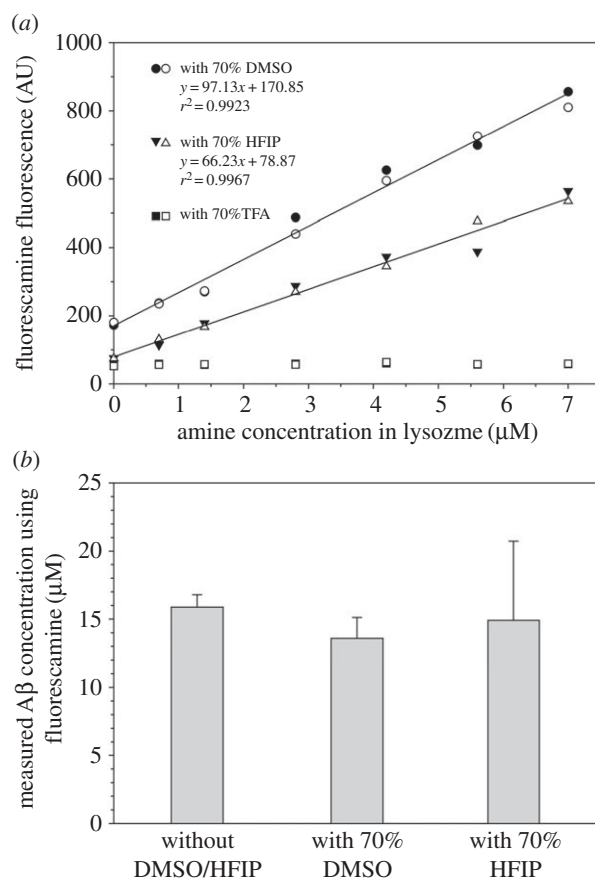 (a)
1000
800
600
400
200
0
fluorescamine fluorescence (AU)
with 70% DMSO
y = 97.13x + 170.85
r² = 0.9923
with 70% HFIP
y = 66.23x + 78.87
r² = 0.9967
with 70%TFA
0 1 2 3 4 5 6 7
amine concentration in lysozme (μM)
(b)
25
20
15
10
5
0
measured Aβ concentration using
fluorescamine (μM)
without
DMSO/HFIP
with 70%
DMSO
with 70%
HFIP